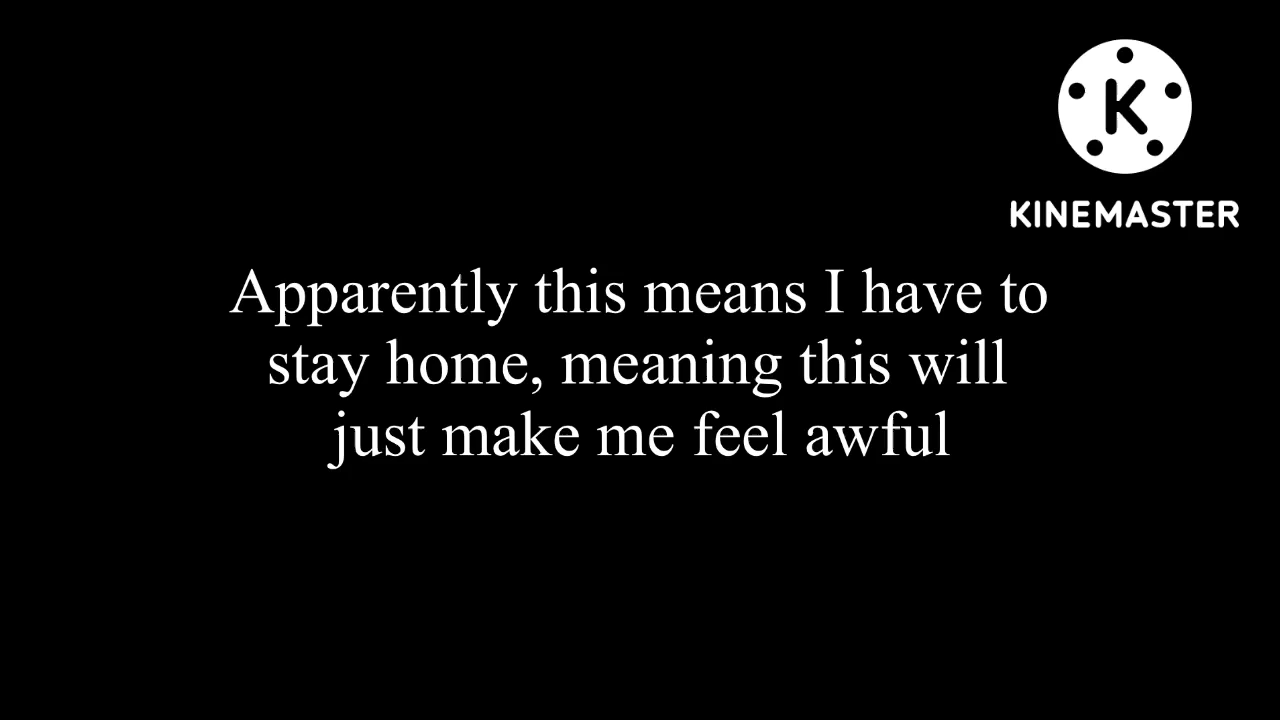 KINEMASTER
Apparently this means I have to
stay home, meaning this will
just make me feel awful